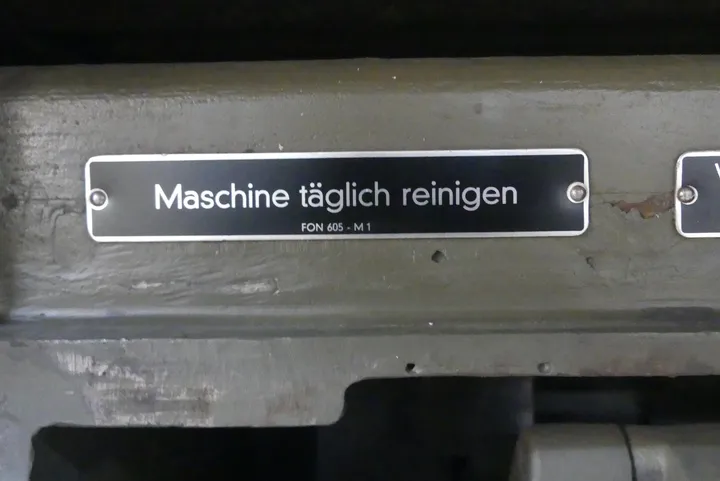 Maschine täglich reinigen
FON 605 - M 1